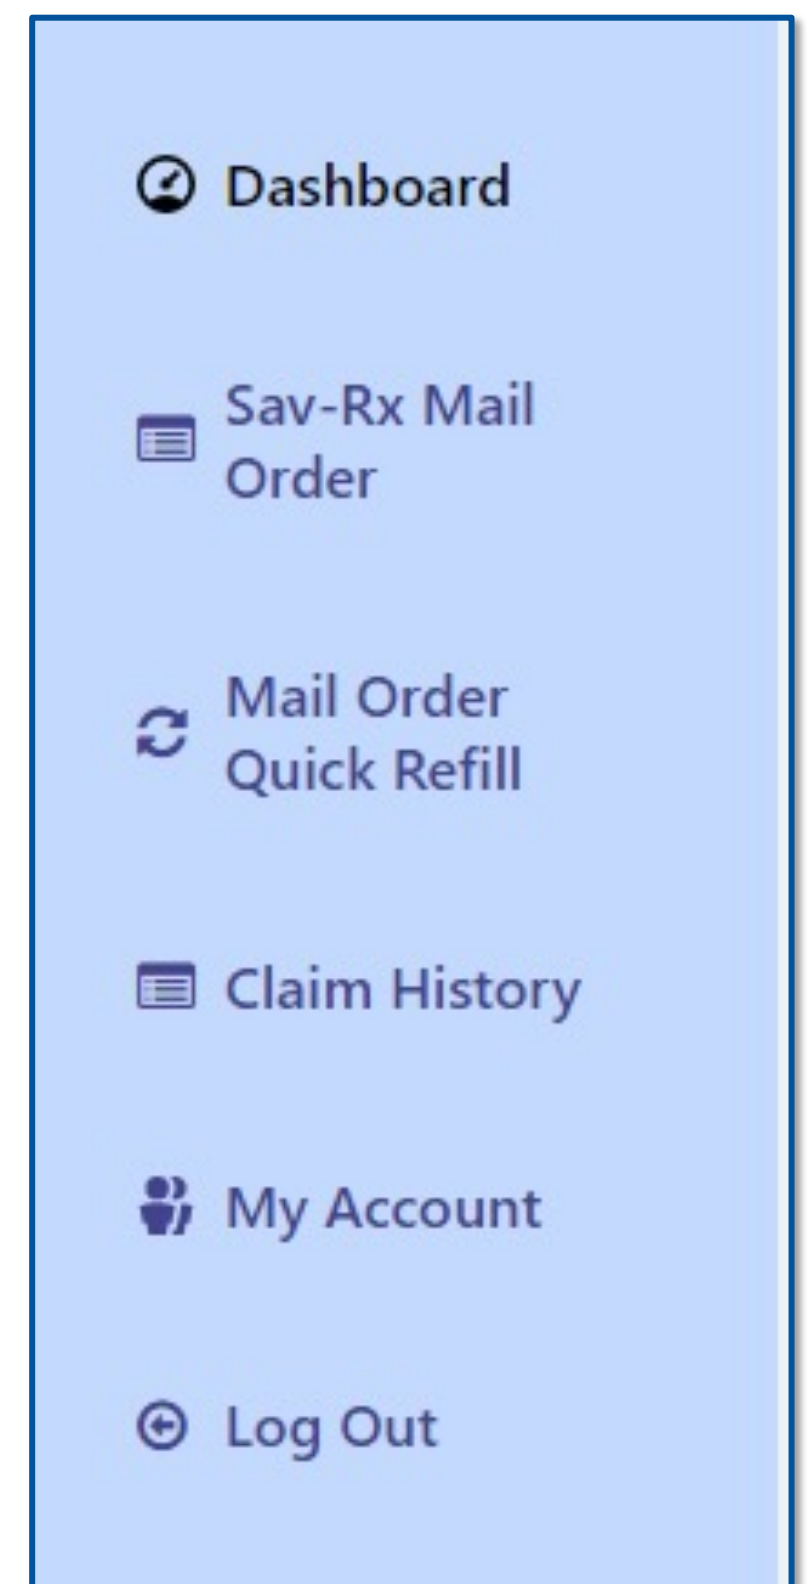 Dashboard
Sav-Rx Mail
Order
Mail Order
Quick Refill
Claim History
My Account
Log Out